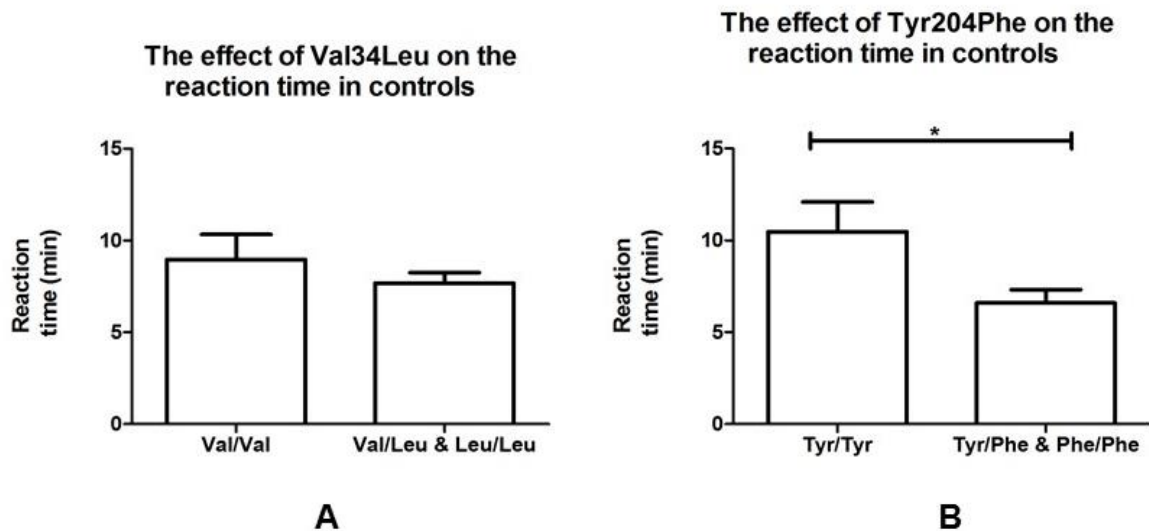 The effect of Val34Leu on the
reaction time in controls
15
10
5
0
Reaction
time (min)
Val/Val
Val/Leu & Leu/Leu
A
The effect of Tyr204Phe on the
reaction time in controls
*
15
10
5
0
Reaction
time (min)
Tyr/Tyr
Tyr/Phe & Phe/Phe
B